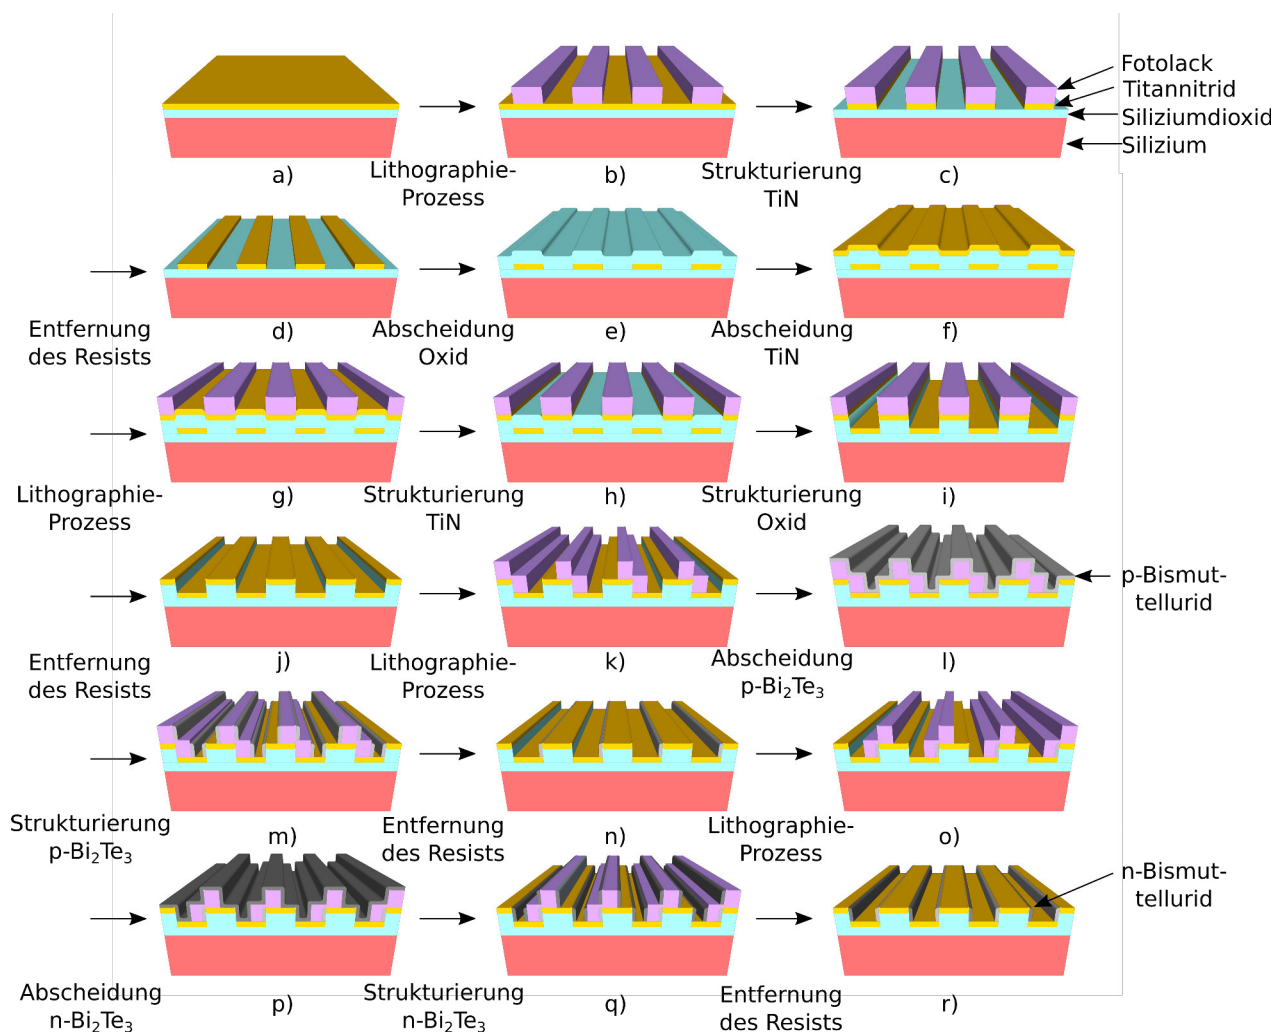 Fotolack
Titannitrid
Siliziumdioxid
Silizium
a)
Lithographie-
Prozess
b)
Strukturierung
TiN
c)
Entfernung
des Resists
d)
Abscheidung
Oxid
e)
Abscheidung
TiN
f)
Lithographie-
Prozess
g)
Strukturierung
TiN
h)
Strukturierung
Oxid
i)
Entfernung
des Resists
j)
Lithographie-
Prozess
k)
Abscheidung
p-Bi₂Te₃
l)
p-Bismut-
tellurid
Strukturierung
p-Bi₂Te₃
m)
Entfernung
des Resists
n)
Lithographie-
Prozess
o)
Abscheidung
n-Bi₂Te₃
p)
Strukturierung
n-Bi₂Te₃
q)
Entfernung
des Resists
r)
n-Bismut-
tellurid